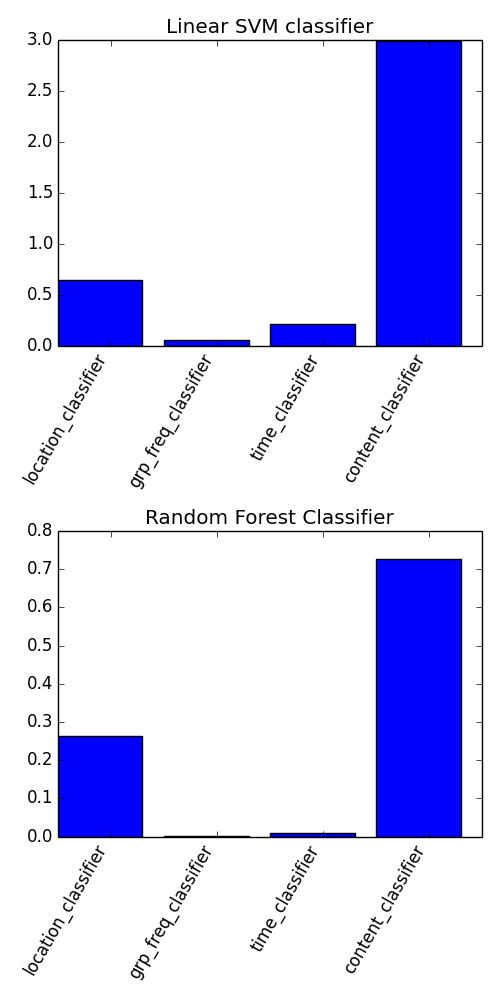 Linear SVM classifier
3.0
2.5
2.0
1.5
1.0
0.5
0.0
location_classifier
grp_freq_classifier
time_classifier
content_classifier
Random Forest Classifier
0.8
0.7
0.6
0.5
0.4
0.3
0.2
0.1
0.0
location_classifier
grp_freq_classifier
time_classifier
content_classifier